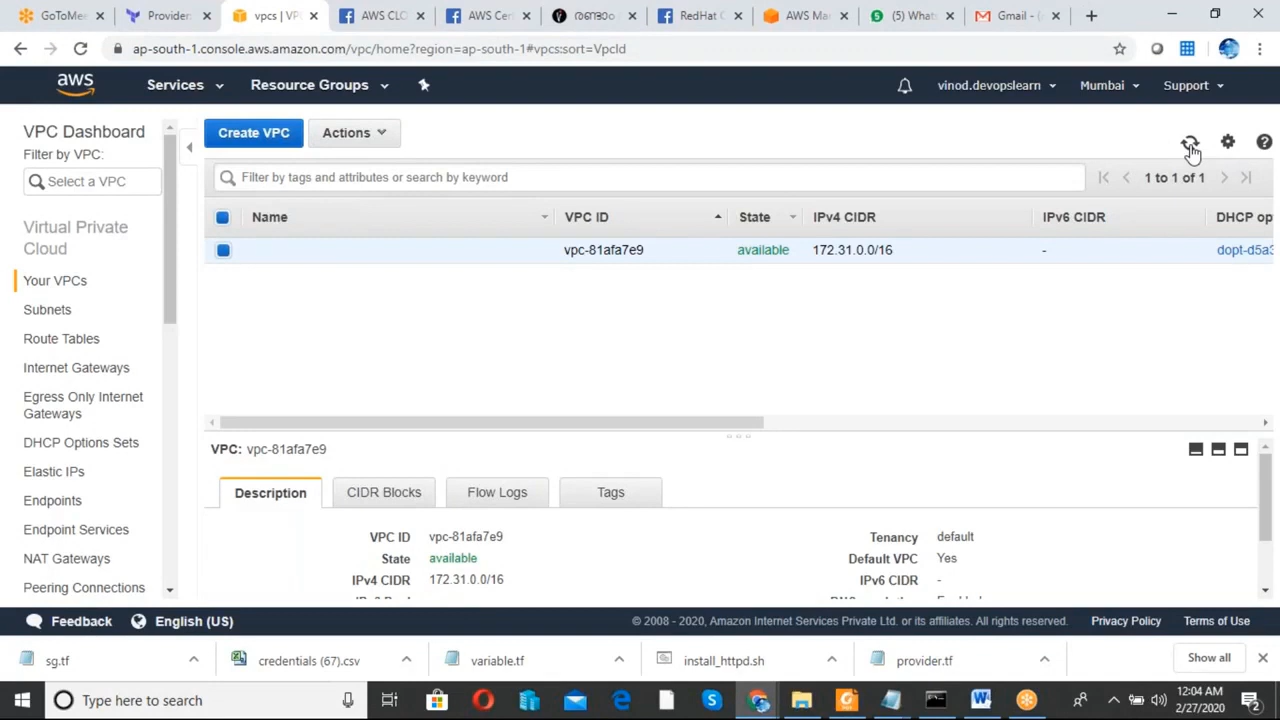 GoToMee
Provider:
vpcs | VP
AWS CLO
AWS Cer
RedHat C
AWS Ma
(5) Whats
Gmail - (
ap-south-1.console.aws.amazon.com/vpc/home?region=ap-south-1#vpcs:sort=VpcId
aws
Services
Resource Groups
vinod.devopslearn
Mumbai
Support
VPC Dashboard
Filter by VPC:
Select a VPC
Create VPC
Actions
Filter by tags and attributes or search by keyword
1 to 1 of 1
Name
VPC ID
State
IPv4 CIDR
IPv6 CIDR
DHCP op
vpc-81afa7e9
available
172.31.0.0/16
-
dopt-d5a3
Virtual Private
Cloud
Your VPCs
Subnets
Route Tables
Internet Gateways
Egress Only Internet
Gateways
DHCP Options Sets
Elastic IPs
Endpoints
Endpoint Services
NAT Gateways
Peering Connections
VPC: vpc-81afa7e9
Description
CIDR Blocks
Flow Logs
Tags
VPC ID vpc-81afa7e9
State available
IPv4 CIDR 172.31.0.0/16
Tenancy default
Default VPC Yes
IPv6 CIDR -
Feedback
English (US)
© 2008 - 2020, Amazon Internet Services Private Ltd. or its affiliates. All rights reserved.
Privacy Policy
Terms of Use
sg.tf
credentials (67).csv
variable.tf
install_httpd.sh
provider.tf
Show all
Type here to search
12:04 AM
2/27/2020
2